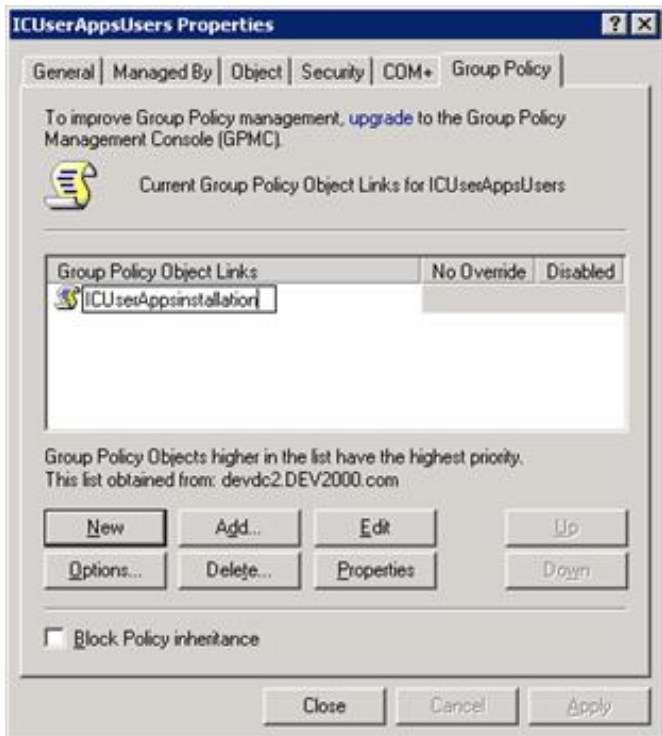 ICUserAppsUsers Properties
General Managed By Object Security COM+ Group Policy
To improve Group Policy management, upgrade to the Group Policy
Management Console (GPMC).
Current Group Policy Object Links for ICUserAppsUsers
Group Policy Object Links No Override Disabled
ICUserAppsinstallation
Group Policy Objects higher in the list have the highest priority.
This list obtained from: devdc2.DEV2000.com
New Add... Edit Up
Options... Delete... Properties Down
Block Policy inheritance
Close Cancel Apply